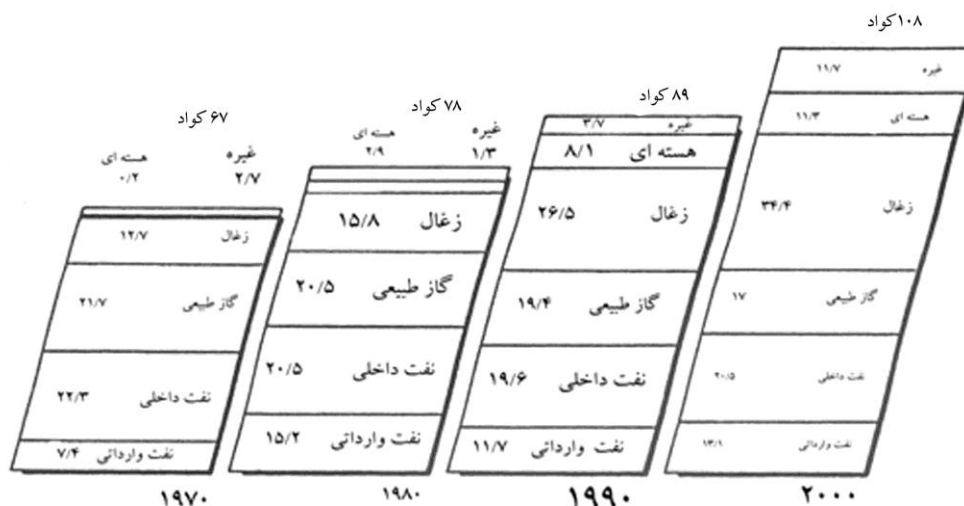 ۶۷ کواد
غیره
۲/۷
هسته ای
۰/۲
زغال ۱۲/۷
گاز طبیعی ۲۱/۷
نفت داخلی ۲۲/۳
نفت وارداتی ۷/۴
۱۹۷۰
۷۸ کواد
غیره
۱/۳
هسته ای
۲/۹
زغال ۱۵/۸
گاز طبیعی ۲۰/۵
نفت داخلی ۲۰/۵
نفت وارداتی ۱۵/۲
۱۹۸۰
۸۹ کواد
غیره ۳/۷
هسته ای ۸/۱
زغال ۲۶/۵
گاز طبیعی ۱۹/۴
نفت داخلی ۱۹/۶
نفت وارداتی ۱۱/۷
۱۹۹۰
۱۰۸ کواد
غیره ۱۱/۷
هسته ای ۱۱/۳
زغال ۳۴/۴
گاز طبیعی ۱۷
نفت داخلی ۲۰/۵
نفت وارداتی ۱۳/۱
۲۰۰۰